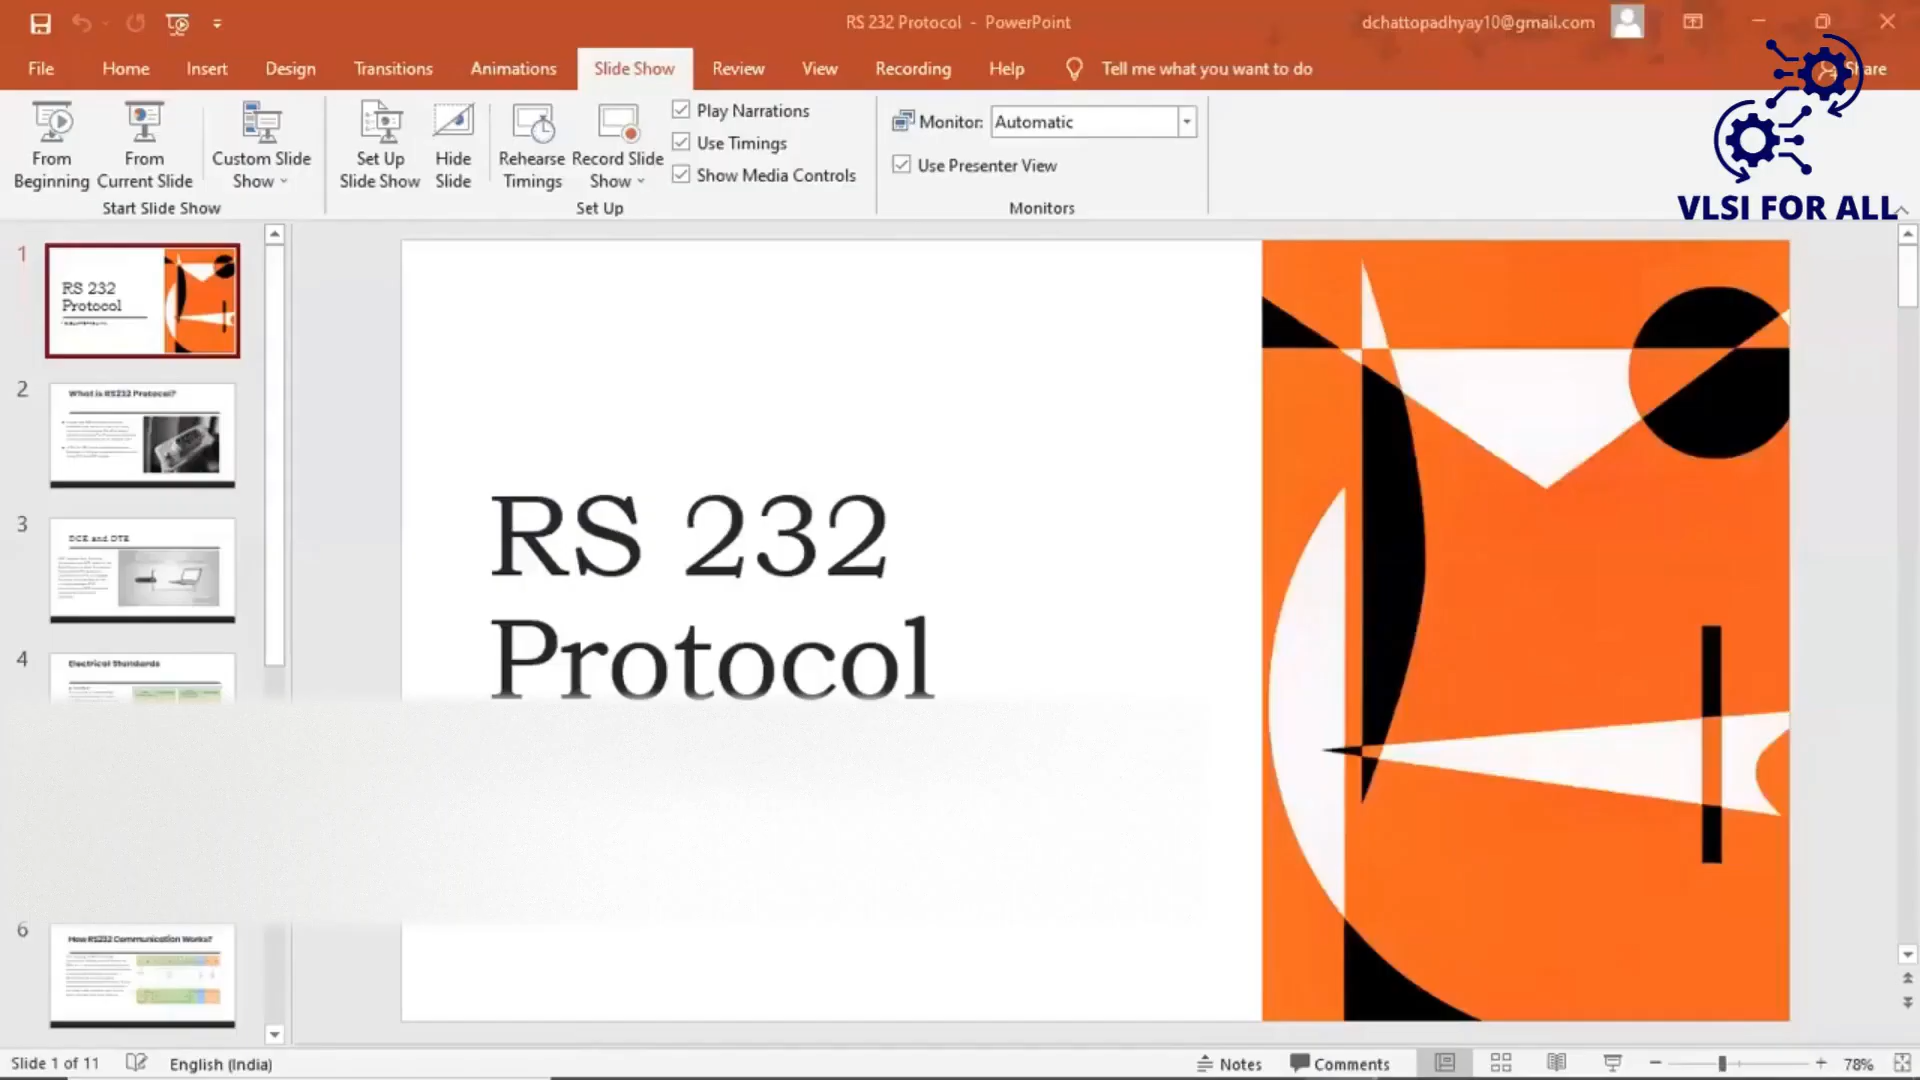 RS 232 Protocol - PowerPoint
dchattopadhyay10@gmail.com
File Home Insert Design Transitions Animations Slide Show Review View Recording Help Tell me what you want to do
From Beginning
From Current Slide
Custom Slide Show
Start Slide Show
Set Up Slide Show
Hide Slide
Rehearse Timings
Record Slide Show
Play Narrations
Use Timings
Show Media Controls
Set Up
Monitor: Automatic
Use Presenter View
Monitors
VLSI FOR ALL
1
RS 232
Protocol
2
What is RS232 Protocol?
3
DCE and DTE
4
Electrical Standards
6
How RS232 Communication Works?
RS 232
Protocol
Slide 1 of 11
English (India)
Notes
Comments
78%